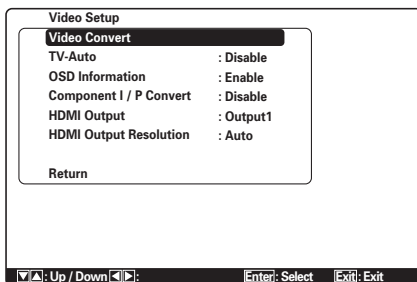 Video Setup
Video Convert
TV-Auto : Disable
OSD Information : Enable
Component I / P Convert : Disable
HDMI Output : Output1
HDMI Output Resolution : Auto
Return
▼▲: Up / Down ◀▶: Enter: Select Exit: Exit